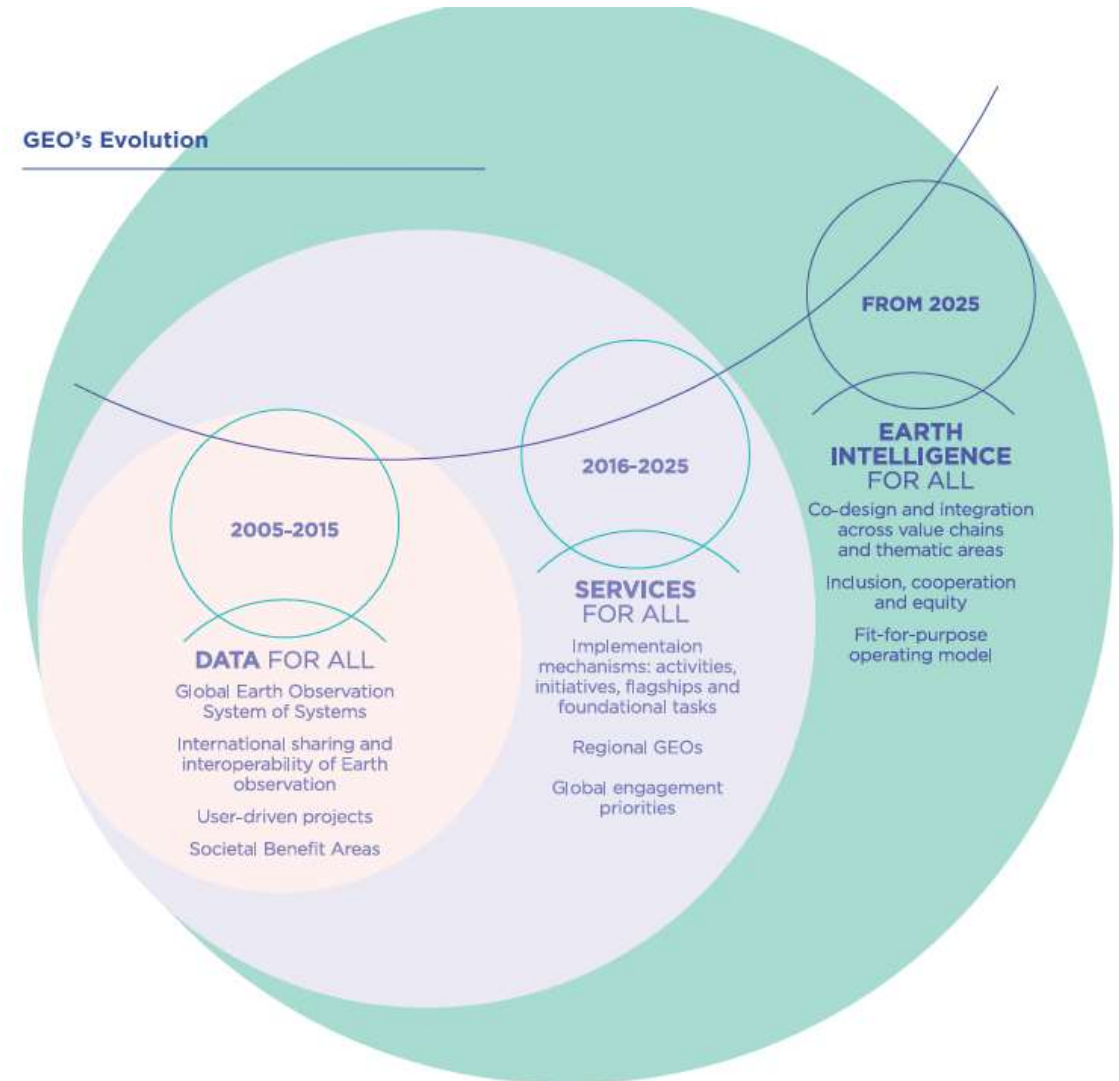 GEO's Evolution
2005-2015
DATA FOR ALL
Global Earth Observation
System of Systems
International sharing and
interoperability of Earth
observation
User-driven projects
Societal Benefit Areas
2016-2025
SERVICES
FOR ALL
Implementaion
mechanisms: activities,
initiatives, flagships and
foundational tasks
Regional GEOs
Global engagement
priorities
FROM 2025
EARTH
INTELLIGENCE
FOR ALL
Co-design and integration
across value chains
and thematic areas
Inclusion, cooperation
and equity
Fit-for-purpose
operating model